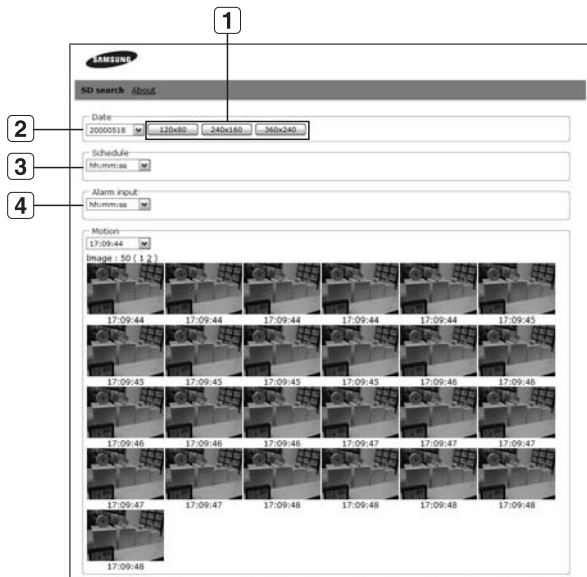 1
SAMSUNG
SD search About
Date
2 20000518 120x80 240x160 360x240
Schedule
3 hh:mm:ss
Alarm input
4 hh:mm:ss
Motion
17:09:44
Image : 50 ( 1 2 )
17:09:44 17:09:44 17:09:44 17:09:44 17:09:44 17:09:45
17:09:45 17:09:45 17:09:45 17:09:45 17:09:46 17:09:46
17:09:46 17:09:46 17:09:46 17:09:47 17:09:47 17:09:47
17:09:47 17:09:47 17:09:48 17:09:48 17:09:48 17:09:48
17:09:48